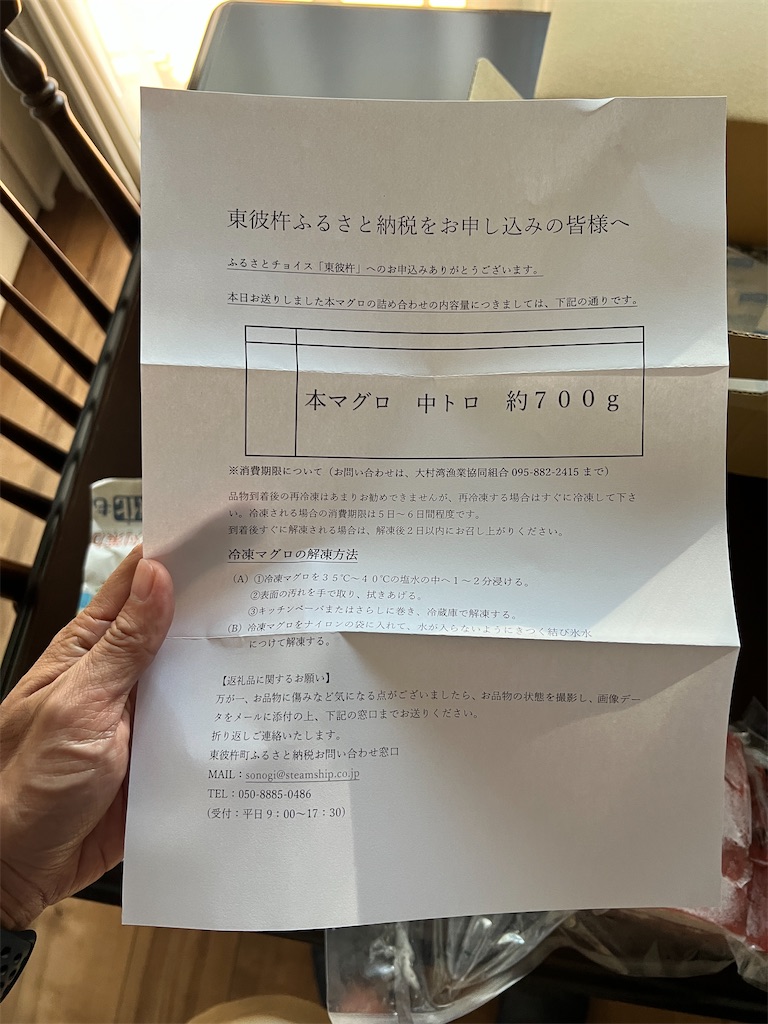 東彼杵ふるさと納税をお申し込みの皆様へ
ふるさとチョイス「東彼杵」へのお申込みありがとうございます。
本日お送りしました本マグロの詰め合わせの内容量につきましては、下記の通りです。
本マグロ 中トロ 約７００ｇ
※消費期限について（お問い合わせは、大村湾漁業協同組合 095-882-2415 まで）
品物到着後の再冷凍はあまりお勧めできませんが、再冷凍する場合はすぐに冷凍して下さ
い。冷凍される場合の消費期限は５日～６日間程度です。
到着後すぐに解凍される場合は、解凍後２日以内にお召し上がりください。
冷凍マグロの解凍方法
（A）①冷凍マグロを３５℃～４０℃の塩水の中へ１～２分浸ける。
②表面の汚れを手で取り、拭きあげる。
③キッチンペーパまたはさらしに巻き、冷蔵庫で解凍する。
（B）冷凍マグロをナイロンの袋に入れて、水が入らないようにきつく結び氷水
につけて解凍する。
【返礼品に関するお願い】
万が一、お品物に傷みなど気になる点がございましたら、お品物の状態を撮影し、画像デー
タをメールに添付の上、下記の窓口までお送りください。
折り返しご連絡いたします。
東彼杵町ふるさと納税お問い合わせ窓口
MAIL：sonogi@steamship.co.jp
TEL：050-8885-0486
（受付：平日 9：00～17：30）